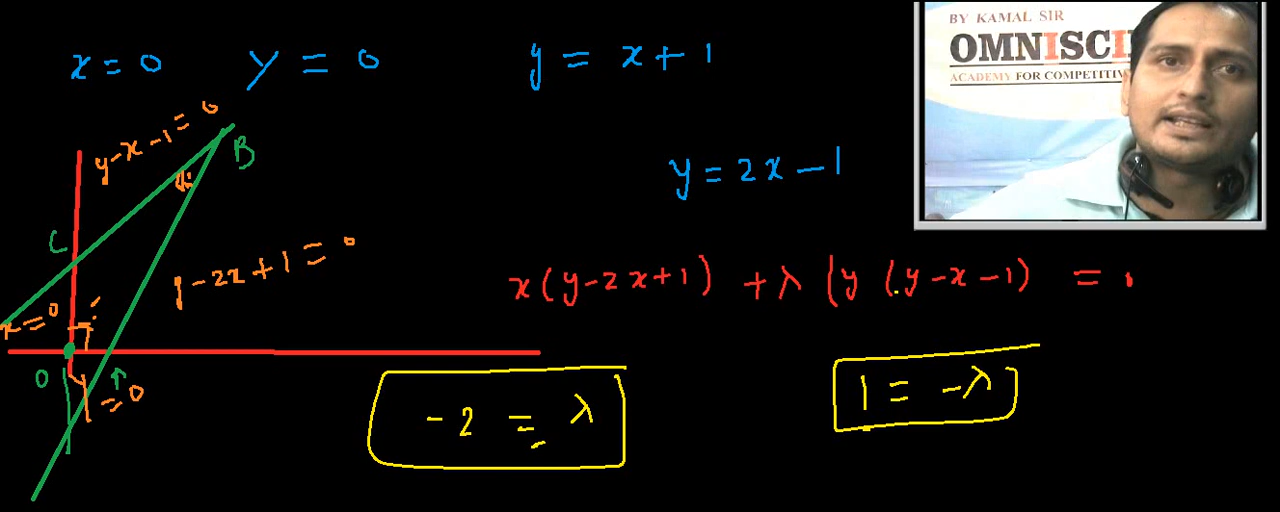 BY KAMAL SIR
OMNISCI
ACADEMY FOR COMPETITIV
x = 0 y = 0 y = x + 1
y - x - 1 = 0
B
y = 2x - 1
C
y - 2x + 1 = 0
x (y - 2x + 1) + λ (y (y - x - 1) = 0
x = 0
O
y = 0
-2 = λ
1 = -λ